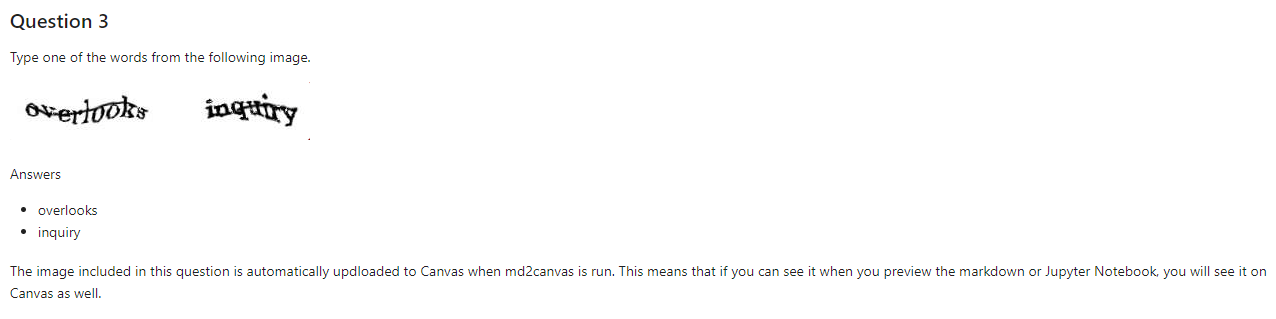 Question 3
Type one of the words from the following image.
overlooks inquiry
Answers
• overlooks
• inquiry
The image included in this question is automatically updloaded to Canvas when md2canvas is run. This means that if you can see it when you preview the markdown or Jupyter Notebook, you will see it on
Canvas as well.